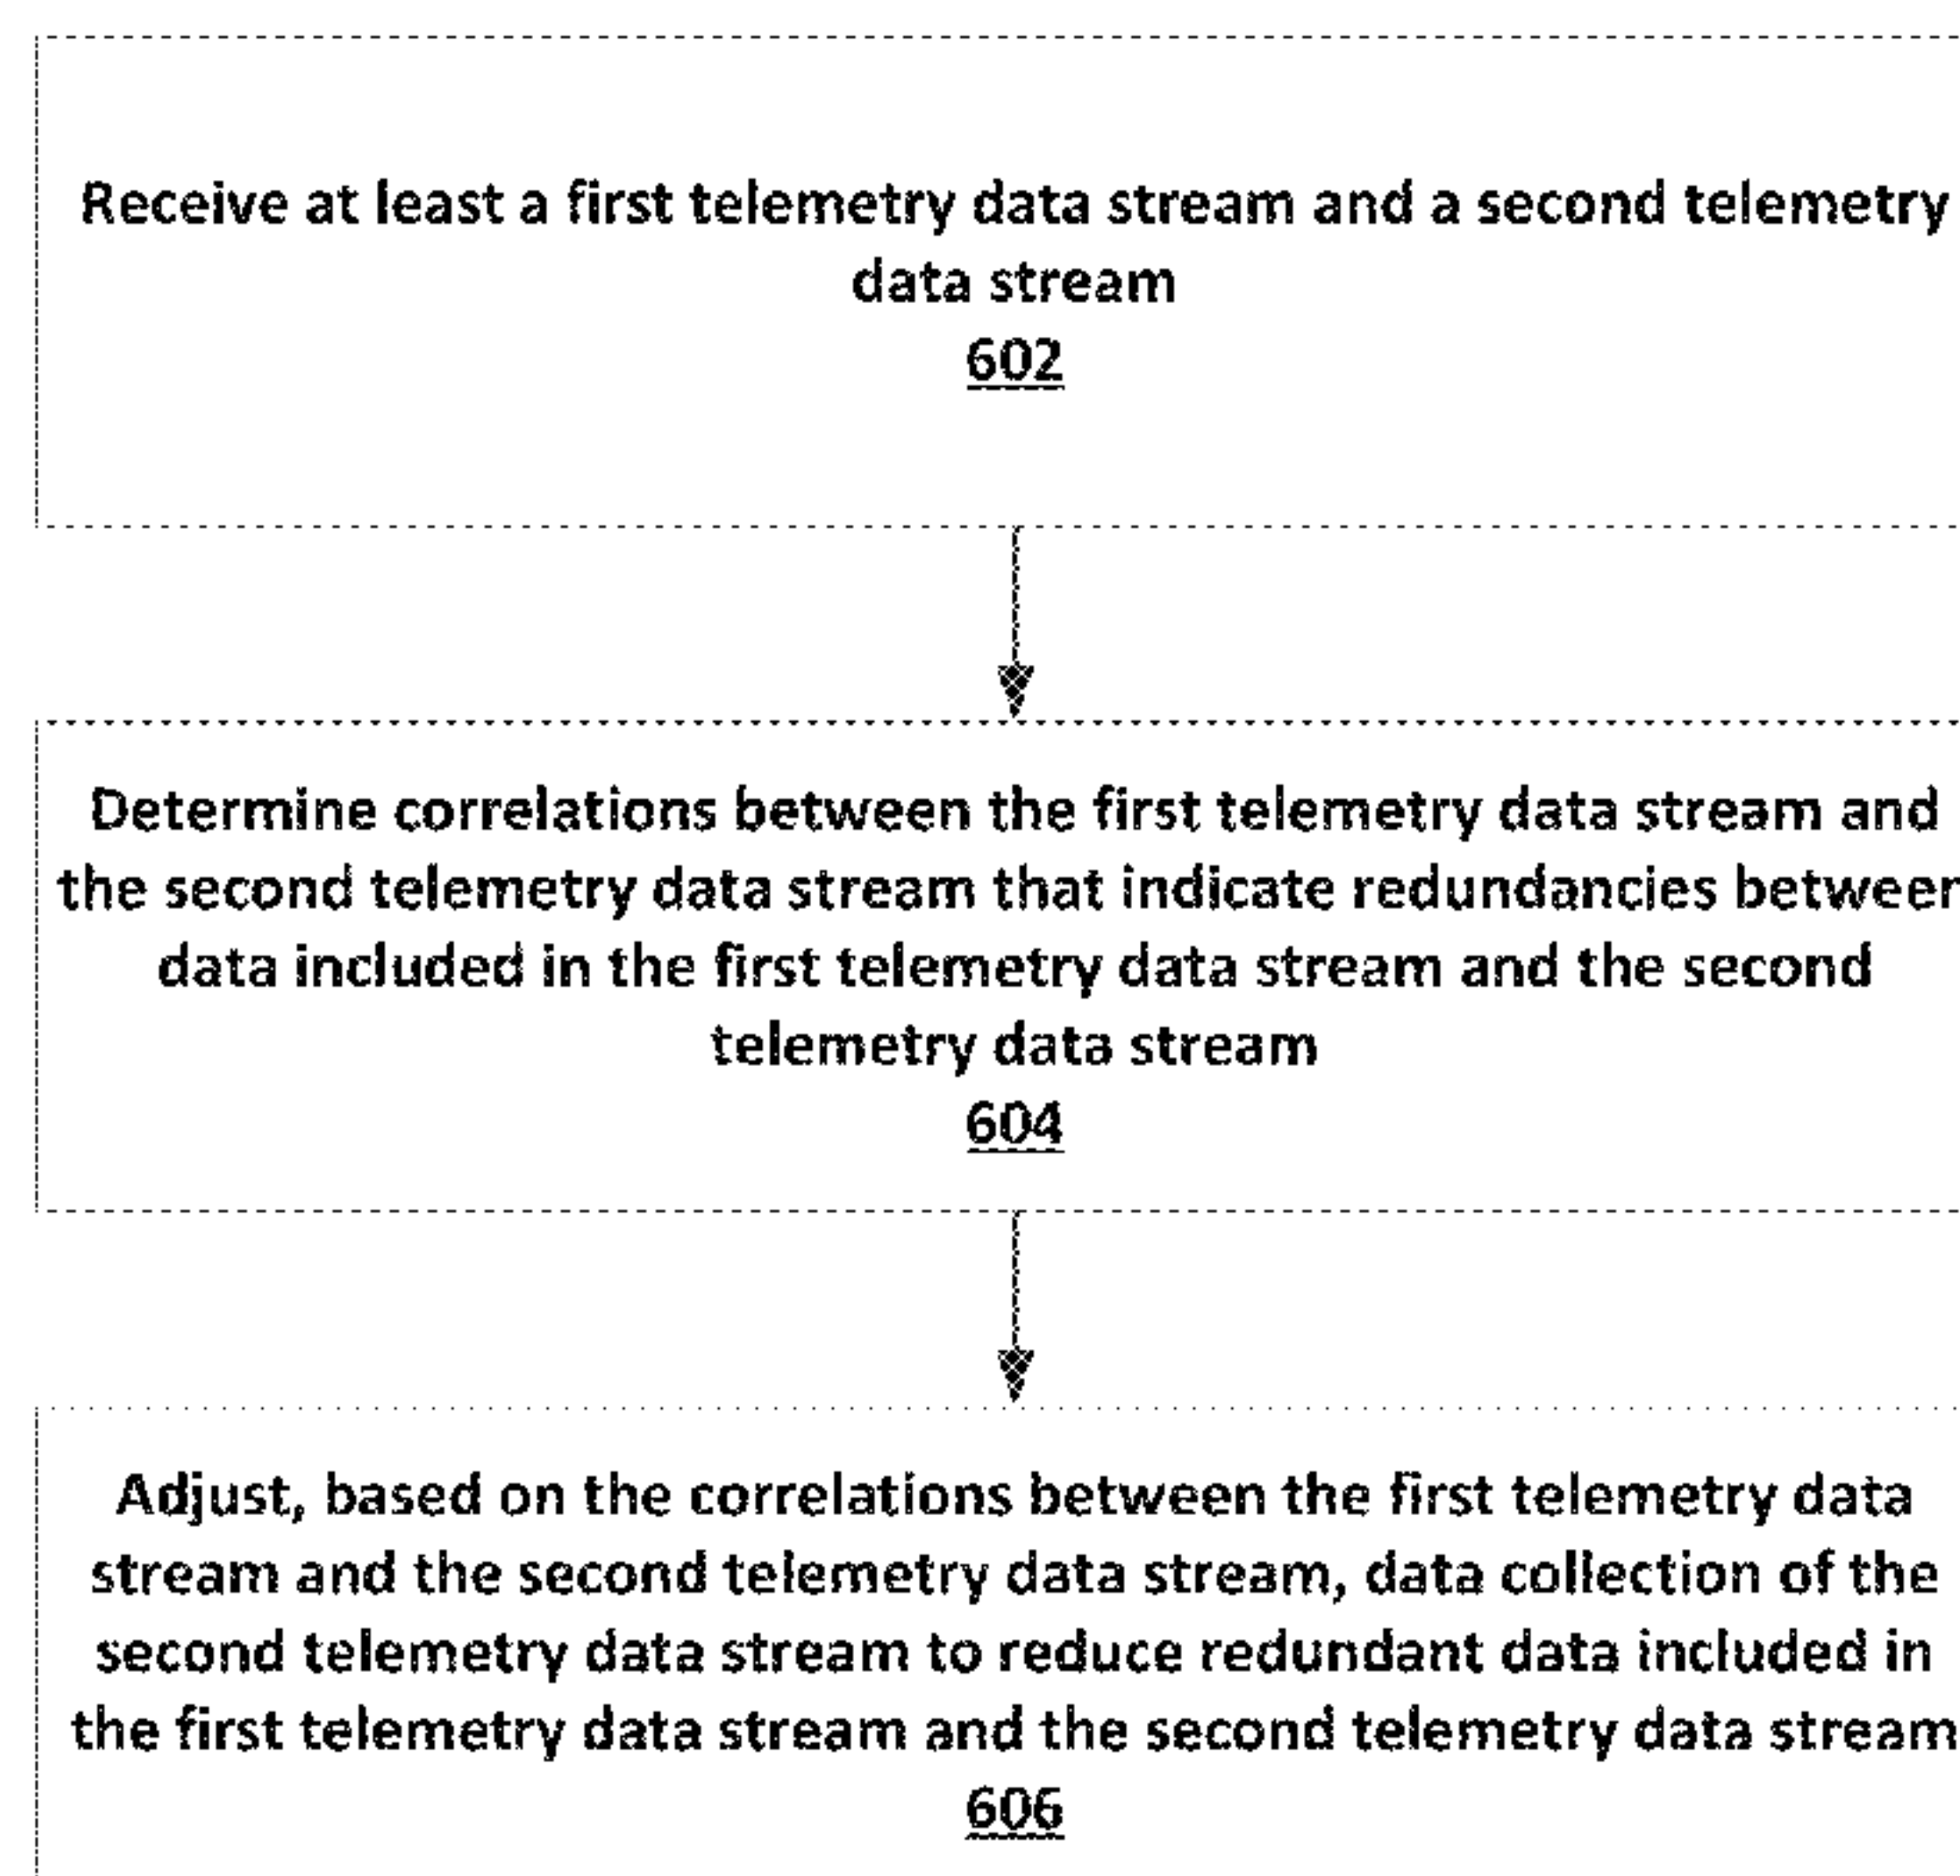 Receive at least a first telemetry data stream and a second telemetry
data stream
602
Determine correlations between the first telemetry data stream and
the second telemetry data stream that indicate redundancies between
data included in the first telemetry data stream and the second
telemetry data stream
604
Adjust, based on the correlations between the first telemetry data
stream and the second telemetry data stream, data collection of the
second telemetry data stream to reduce redundant data included in
the first telemetry data stream and the second telemetry data stream
606